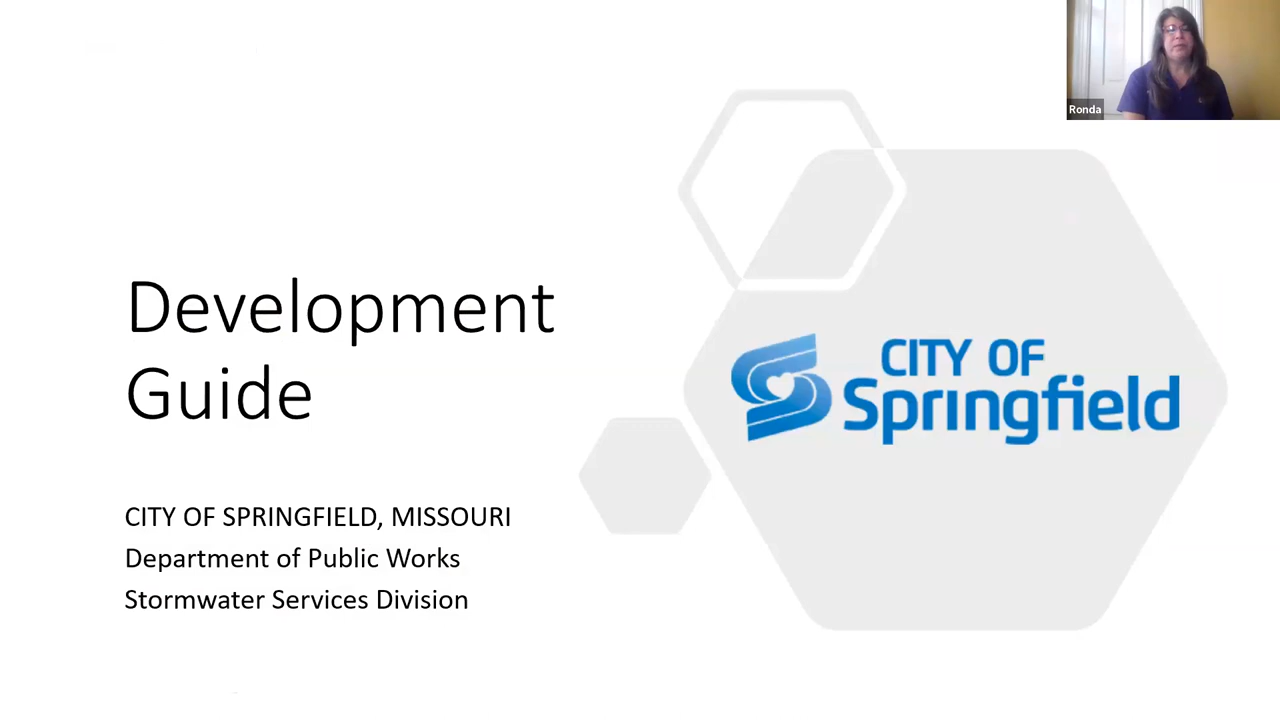 Ronda
Development
Guide
CITY OF
Springfield
CITY OF SPRINGFIELD, MISSOURI
Department of Public Works
Stormwater Services Division